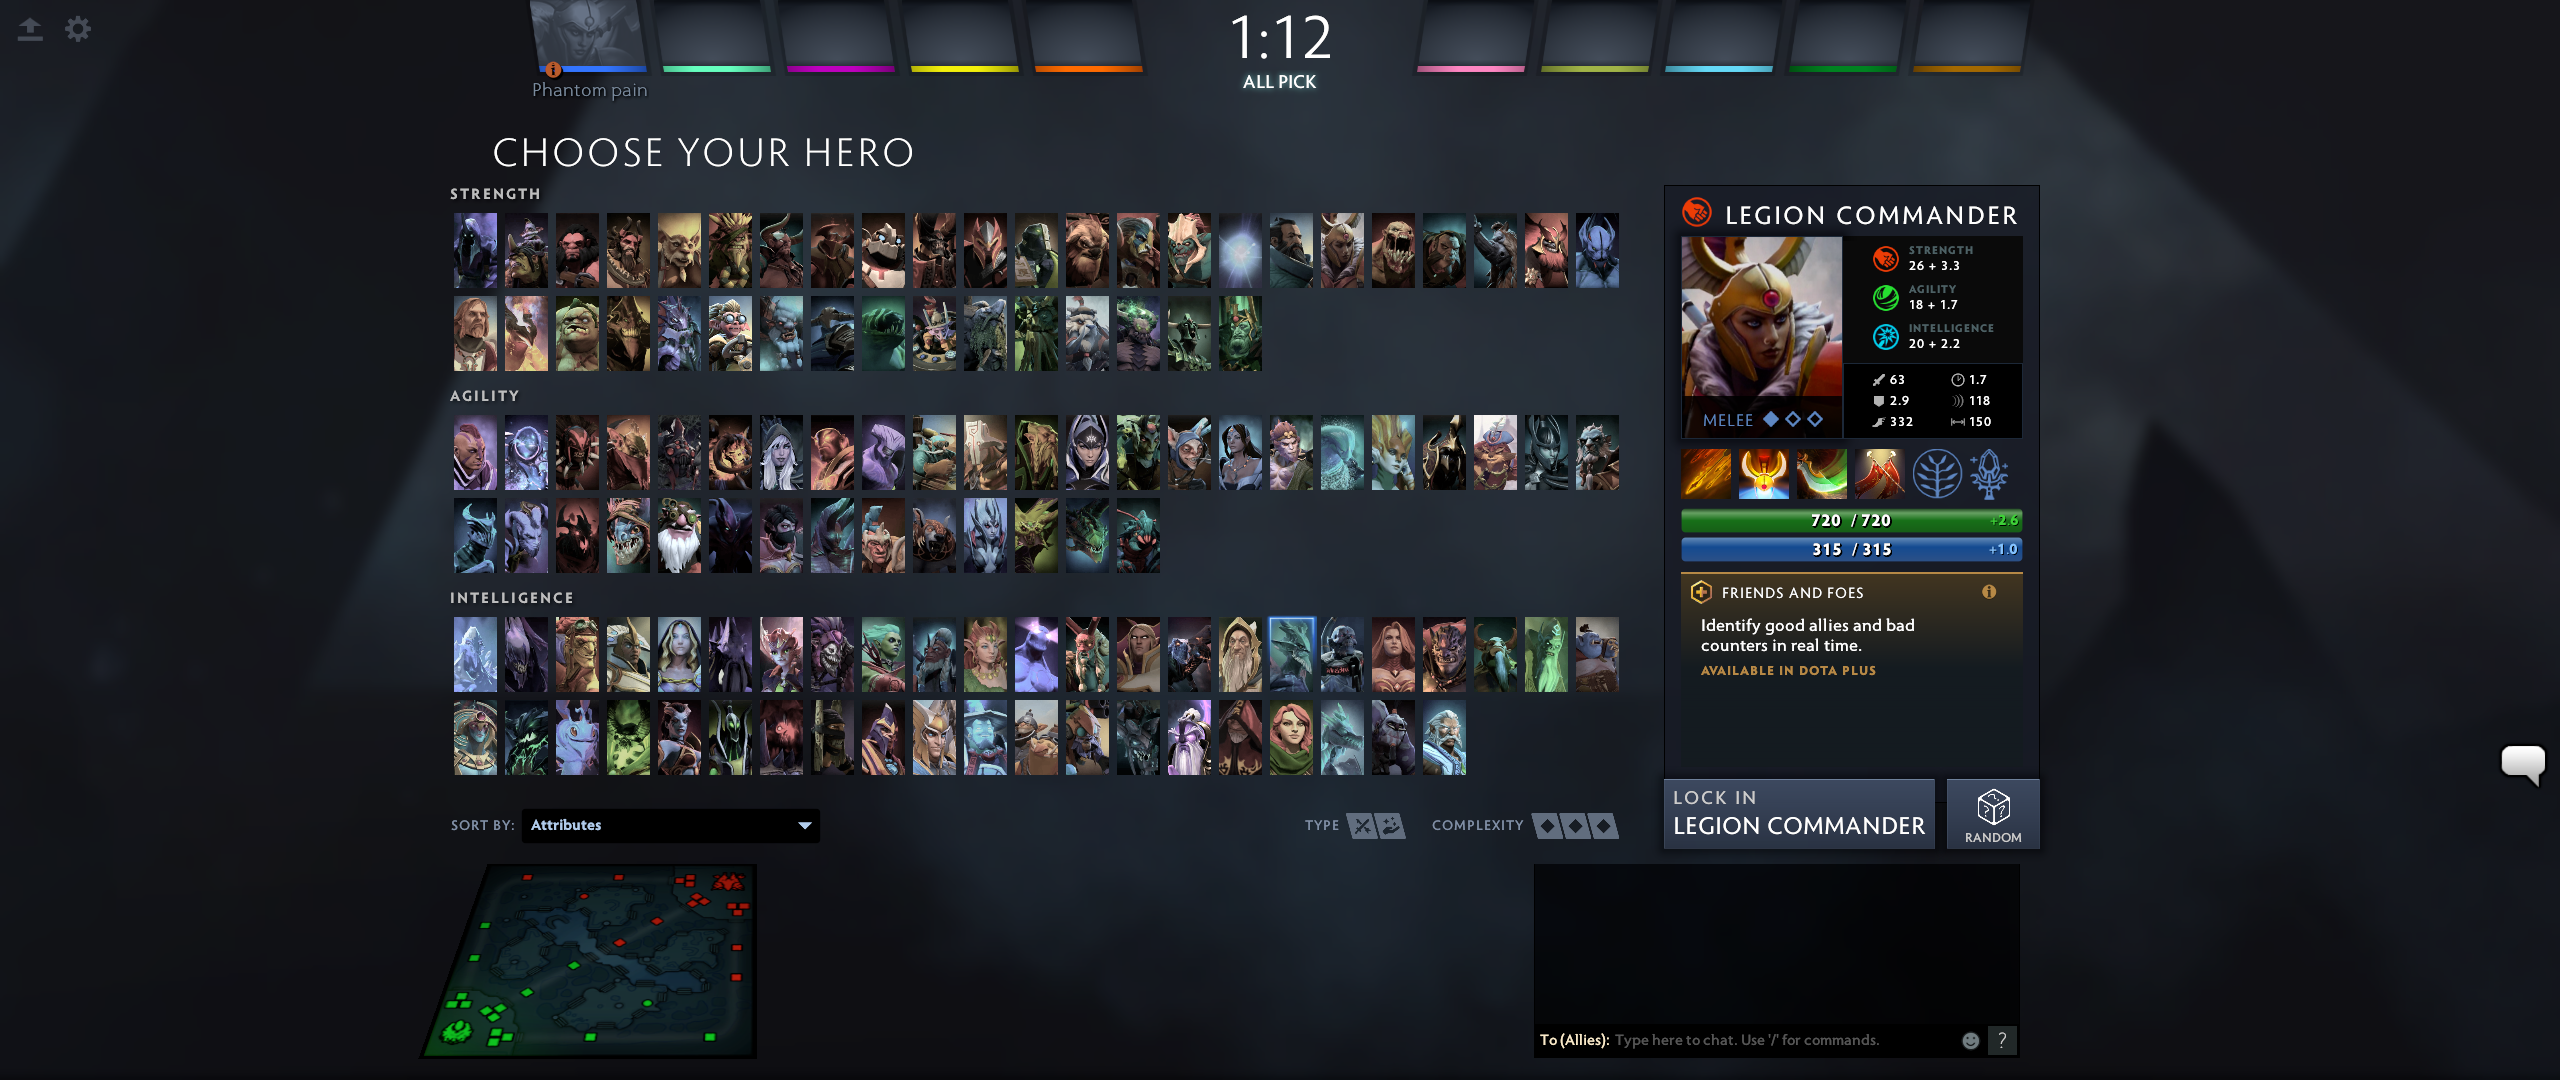 1:12
ALL PICK
Phantom pain
CHOOSE YOUR HERO
STRENGTH
AGILITY
INTELLIGENCE
LEGION COMMANDER
STRENGTH
26 + 3.3
AGILITY
18 + 1.7
INTELLIGENCE
20 + 2.2
MELEE
63 1.7
2.9 118
332 150
720 / 720 +2.6
315 / 315 +1.0
FRIENDS AND FOES
Identify good allies and bad
counters in real time.
AVAILABLE IN DOTA PLUS
LOCK IN
LEGION COMMANDER
RANDOM
SORT BY: Attributes
TYPE COMPLEXITY
To (Allies): Type here to chat. Use '/' for commands. ?